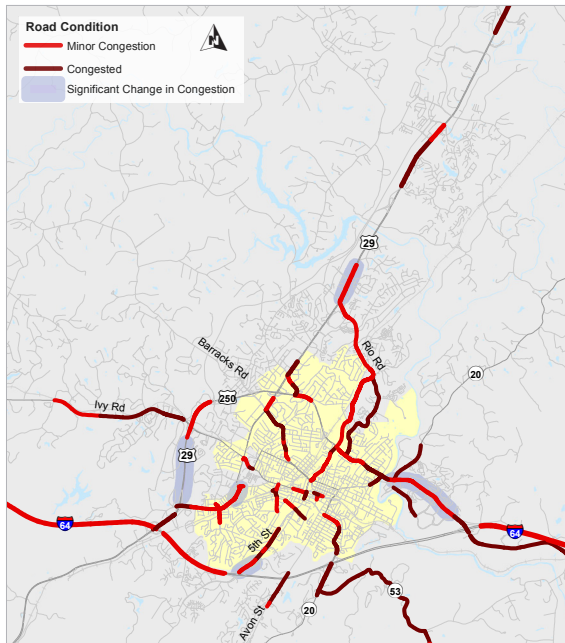 Road Condition
N
Minor Congestion
Congested
Significant Change in Congestion
29
Rio Rd
Barracks Rd
20
250
Ivy Rd
29
64
5th St
64
53
20
Avon St